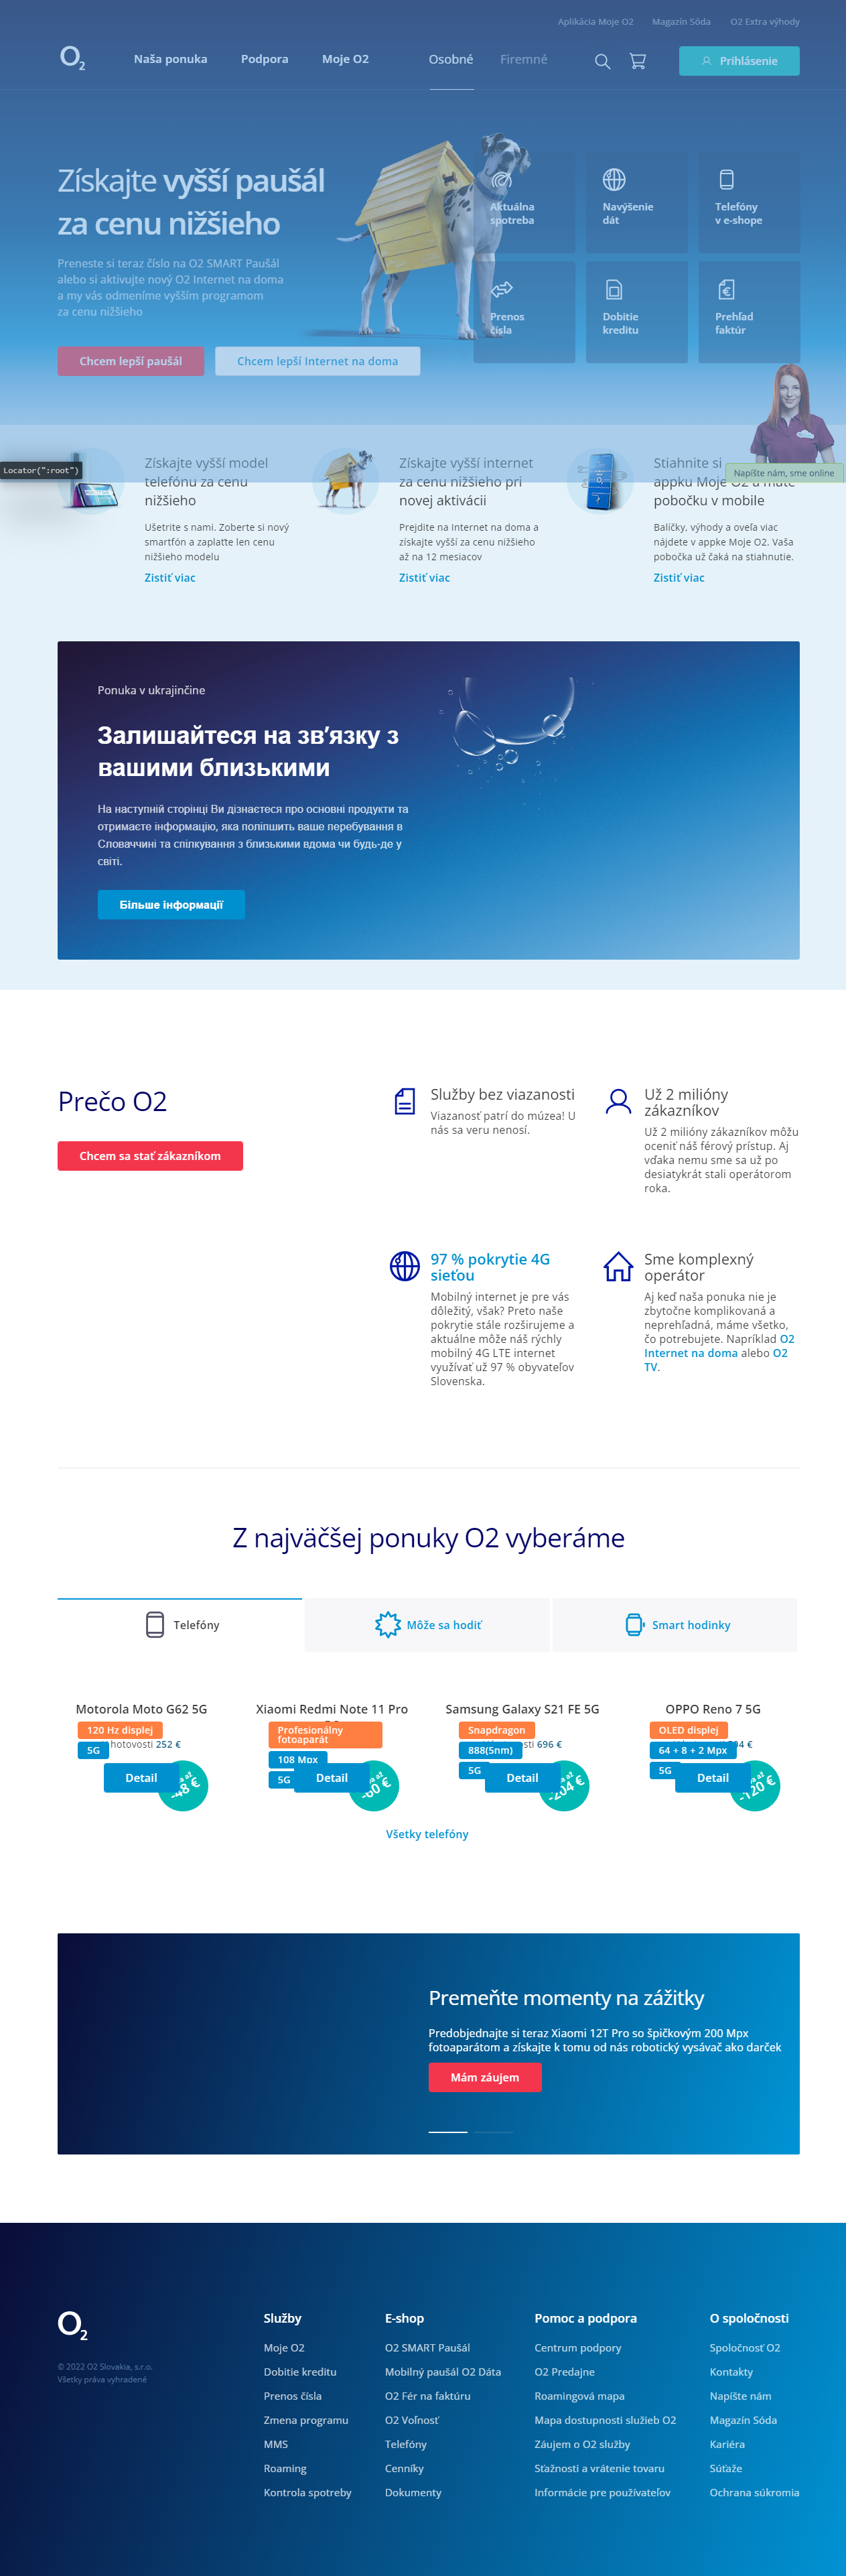 Aplikácia Moje O2 Magazín Sóda O2 Extra výhody
O2 Naša ponuka Podpora Moje O2 Osobné Firemné Prihlásenie
Získajte vyšší paušál
za cenu nižšieho
Preneste si teraz číslo na O2 SMART Paušál
alebo si aktivujte nový O2 Internet na doma
a my vás odmeníme vyšším programom
za cenu nižšieho
Chcem lepší paušál Chcem lepší Internet na doma
Aktuálna
spotreba
Navýšenie
dát
Telefóny
v e-shope
Prenos
čísla
Dobitie
kreditu
Prehľad
faktúr
Napíšte nám, sme online
Locator(":root")
Získajte vyšší model
telefónu za cenu
nižšieho
Ušetrite s nami. Zoberte si nový
smartfón a zaplaťte len cenu
nižšieho modelu
Zistiť viac
Získajte vyšší internet
za cenu nižšieho pri
novej aktivácii
Prejdite na Internet na doma a
získajte vyšší za cenu nižšieho
až na 12 mesiacov
Zistiť viac
Stiahnite si
appku Moje O2 a máte
pobočku v mobile
Balíčky, výhody a oveľa viac
nájdete v appke Moje O2. Vaša
pobočka už čaká na stiahnutie.
Zistiť viac
Ponuka v ukrajinčine
Залишайтеся на зв’язку з
вашими близькими
На наступній сторінці Ви дізнаєтеся про основні продукти та
отримаєте інформацію, яка поліпшить ваше перебування в
Словаччині та спілкування з близькими вдома чи будь-де у
світі.
Більше інформації
Prečo O2
Chcem sa stať zákazníkom
Služby bez viazanosti
Viazanosť patrí do múzea! U
nás sa veru nenosí.
Už 2 milióny
zákazníkov
Už 2 milióny zákazníkov môžu
oceniť náš férový prístup. Aj
vďaka nemu sme sa už po
desiatykrát stali operátorom
roka.
97 % pokrytie 4G
sieťou
Mobilný internet je pre vás
dôležitý, však? Preto naše
pokrytie stále rozširujeme a
aktuálne môže náš rýchly
mobilný 4G LTE internet
využívať už 97 % obyvateľov
Slovenska.
Sme komplexný
operátor
Aj keď naša ponuka nie je
zbytočne komplikovaná a
neprehľadná, máme všetko,
čo potrebujete. Napríklad O2
Internet na doma alebo O2
TV.
Z najväčšej ponuky O2 vyberáme
Telefóny Môže sa hodiť Smart hodinky
Motorola Moto G62 5G
120 Hz displej
hotovosti 252 €
5G
Detail
-48 €
Xiaomi Redmi Note 11 Pro
Profesionálny
fotoaparát
108 Mpx
5G
Detail
-60 €
Samsung Galaxy S21 FE 5G
Snapdragon
696 €
888(5nm)
5G
Detail
-204 €
OPPO Reno 7 5G
OLED displej
64 + 8 + 2 Mpx
5G
Detail
-120 €
Všetky telefóny
Premeňte momenty na zážitky
Predobjednajte si teraz Xiaomi 12T Pro so špičkovým 200 Mpx
fotoaparátom a získajte k tomu od nás robotický vysávač ako darček
Mám záujem
O2
© 2022 O2 Slovakia, s.r.o.
Všetky práva vyhradené
Služby
Moje O2
Dobitie kreditu
Prenos čísla
Zmena programu
MMS
Roaming
Kontrola spotreby
E-shop
O2 SMART Paušál
Mobilný paušál O2 Dáta
O2 Fér na faktúru
O2 Voľnosť
Telefóny
Cenníky
Dokumenty
Pomoc a podpora
Centrum podpory
O2 Predajne
Roamingová mapa
Mapa dostupnosti služieb O2
Záujem o O2 služby
Sťažnosti a vrátenie tovaru
Informácie pre používateľov
O spoločnosti
Spoločnosť O2
Kontakty
Napíšte nám
Magazín Sóda
Kariéra
Súťaže
Ochrana súkromia